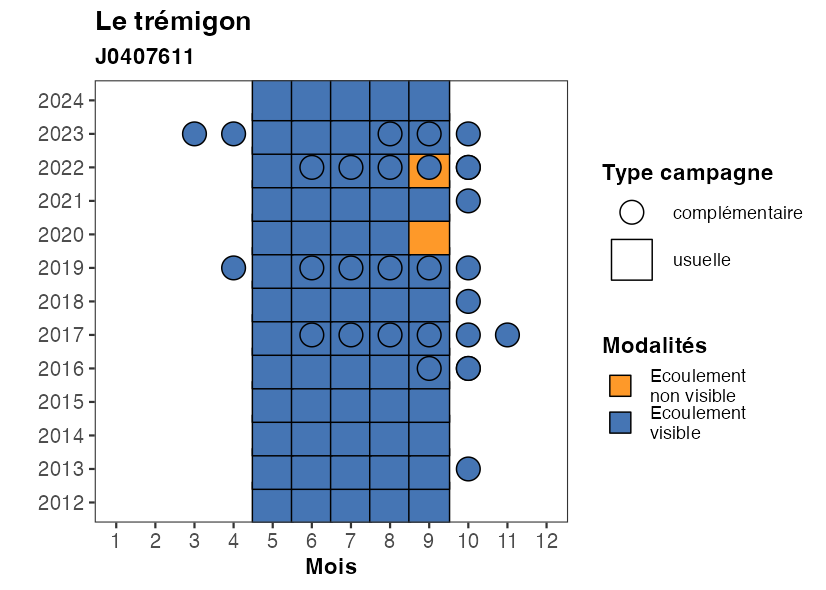 Le trémigon
J0407611
2024
2023
2022
2021
2020
2019
2018
2017
2016
2015
2014
2013
2012
1 2 3 4 5 6 7 8 9 10 11 12
Mois
Type campagne
complémentaire
usuelle
Modalités
Ecoulement
non visible
Ecoulement
visible